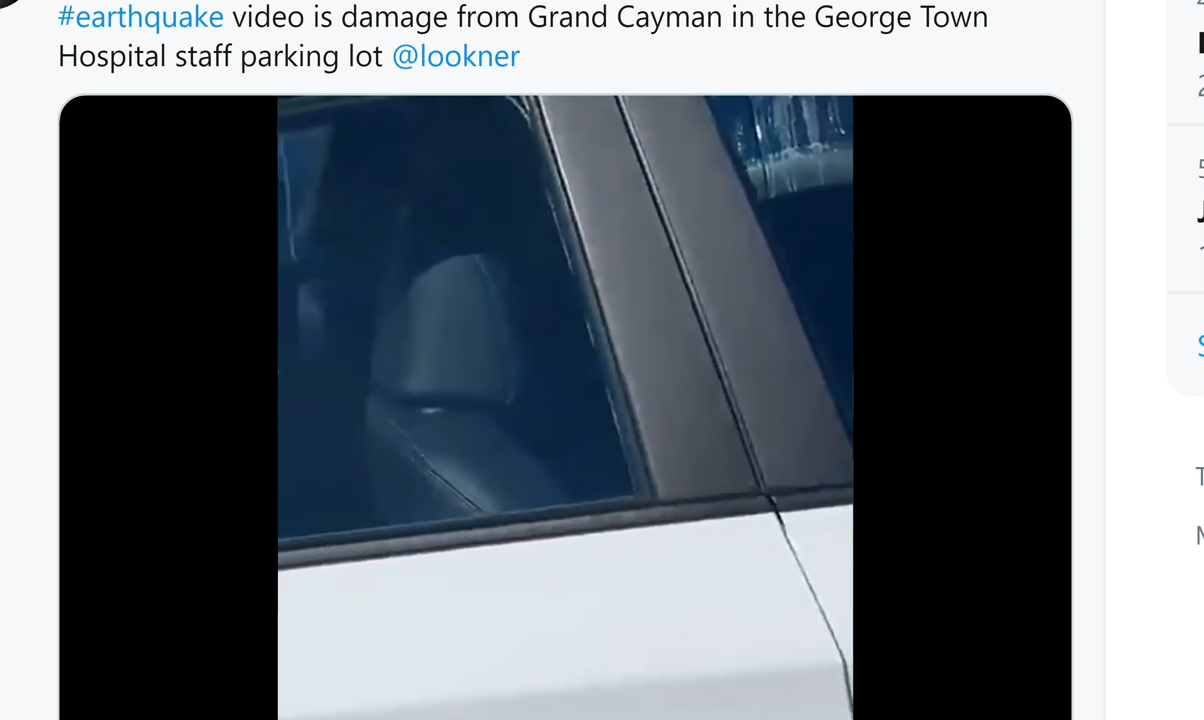 #earthquake video is damage from Grand Cayman in the George Town
Hospital staff parking lot @lookner